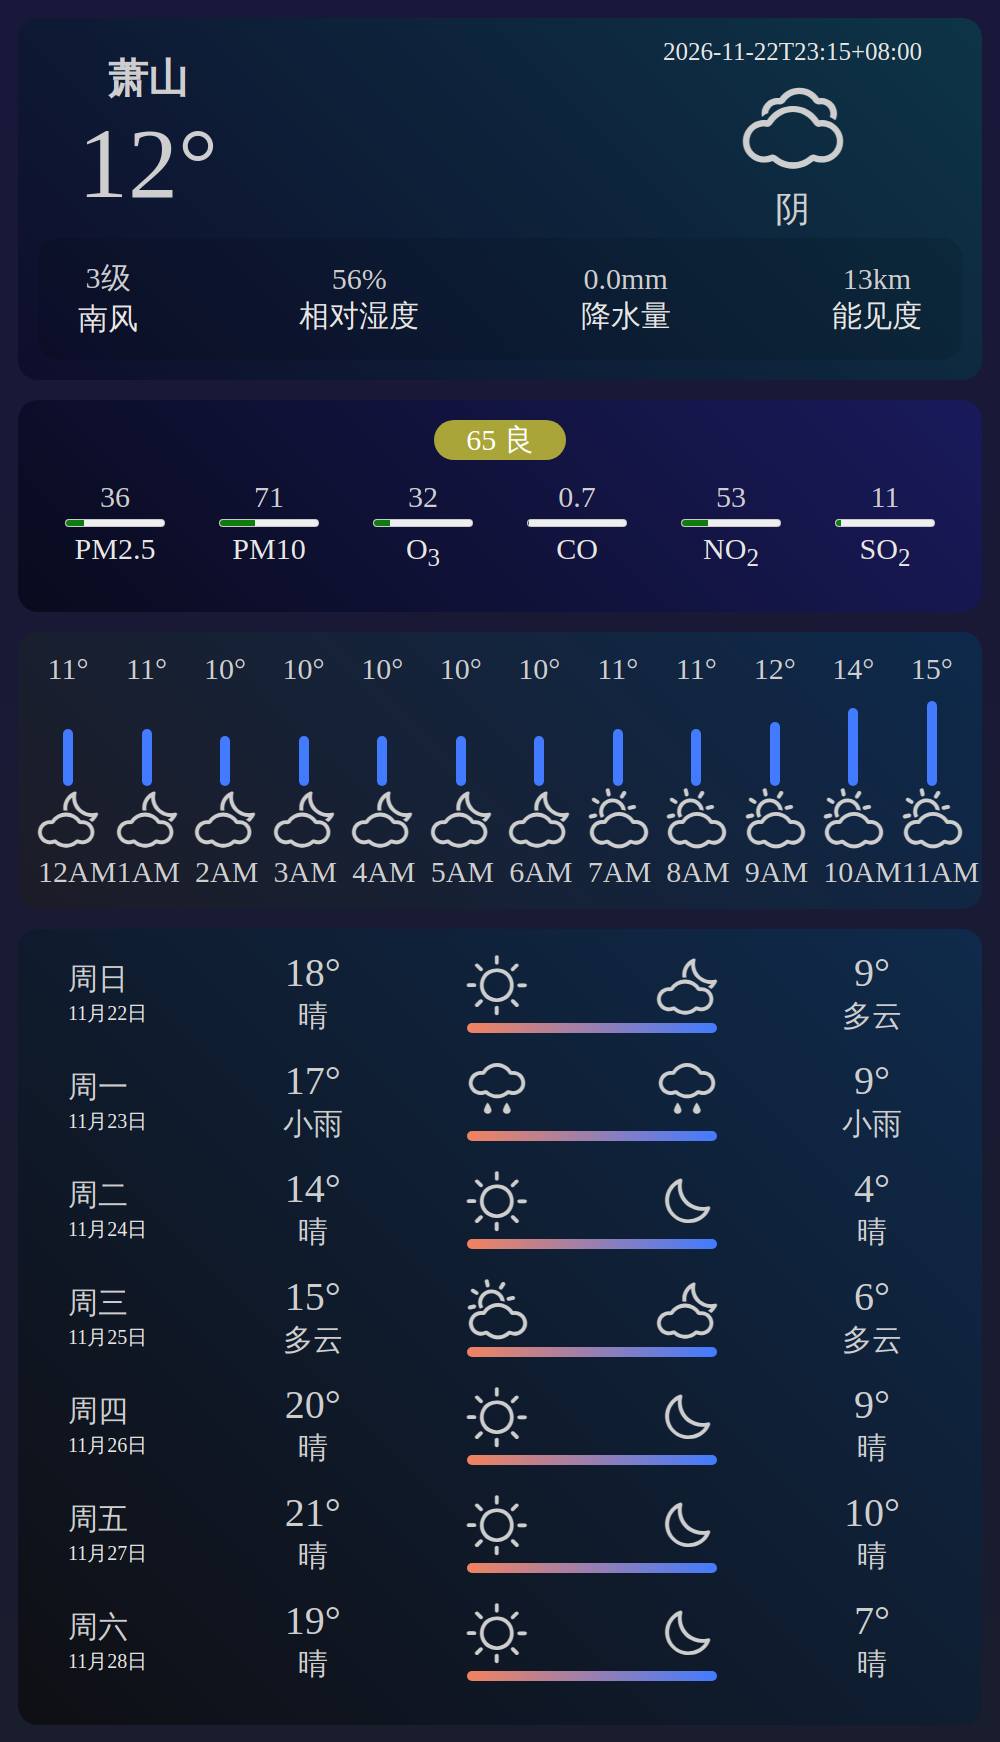 萧山
2026-11-22T23:15+08:00
12°
阴
3级 56% 0.0mm 13km
南风 相对湿度 降水量 能见度
65 良
36 71 32 0.7 53 11
PM2.5 PM10 O3 CO NO2 SO2
11° 11° 10° 10° 10° 10° 10° 11° 11° 12° 14° 15°
12AM 1AM 2AM 3AM 4AM 5AM 6AM 7AM 8AM 9AM 10AM 11AM
周日 18° 9°
11月22日 晴 多云
周一 17° 9°
11月23日 小雨 小雨
周二 14° 4°
11月24日 晴 晴
周三 15° 6°
11月25日 多云 多云
周四 20° 9°
11月26日 晴 晴
周五 21° 10°
11月27日 晴 晴
周六 19° 7°
11月28日 晴 晴